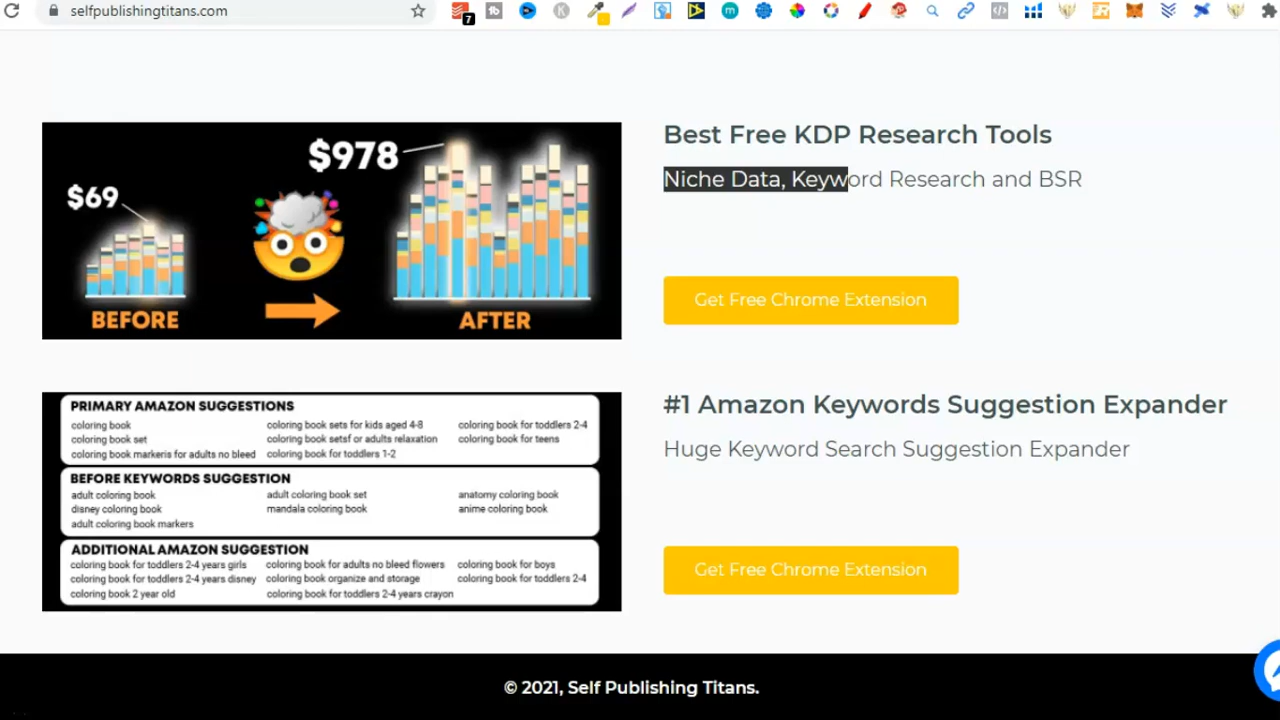 selfpublishingtitans.com
7
$69
$978
BEFORE
AFTER
Best Free KDP Research Tools
Niche Data, Keyword Research and BSR
Get Free Chrome Extension
PRIMARY AMAZON SUGGESTIONS
coloring book
coloring book sets for kids aged 4-8
coloring book for toddlers 2-4
coloring book set
coloring book setsf or adults relaxation
coloring book for teens
coloring book markeris for adults no bleed
coloring book for toddlers 1-2
BEFORE KEYWORDS SUGGESTION
adult coloring book
adult coloring book set
anatomy coloring book
disney coloring book
mandala coloring book
anime coloring book
adult coloring book markers
ADDITIONAL AMAZON SUGGESTION
coloring book for toddlers 2-4 years girls
coloring book for adults no bleed flowers
coloring book for boys
coloring book for toddlers 2-4 years disney
coloring book organize and storage
coloring book for toddlers 2-4
coloring book 2 year old
coloring book for toddlers 2-4 years crayon
#1 Amazon Keywords Suggestion Expander
Huge Keyword Search Suggestion Expander
Get Free Chrome Extension
© 2021, Self Publishing Titans.